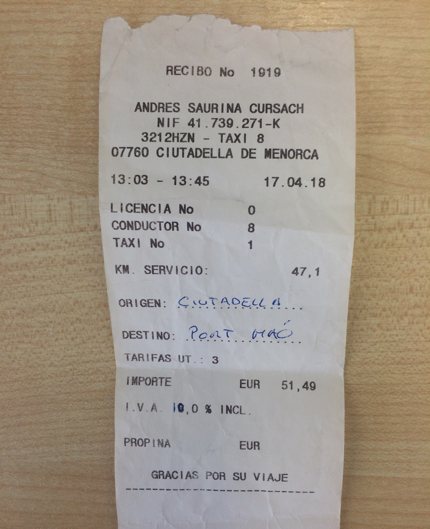 RECIBO No 1919
ANDRES SAURINA CURSACH
NIF 41.739.271-K
3212HZN - TAXI 8
07760 CIUTADELLA DE MENORCA
13:03 - 13:45 17.04.18
LICENCIA No 0
CONDUCTOR No 8
TAXI No 1
KM. SERVICIO: 47,1
ORIGEN: CIUTADELLA
DESTINO: PORT MAÓ
TARIFAS UT.: 3
IMPORTE EUR 51,49
I.V.A. 10,0 % INCL.
PROPINA EUR
GRACIAS POR SU VIAJE